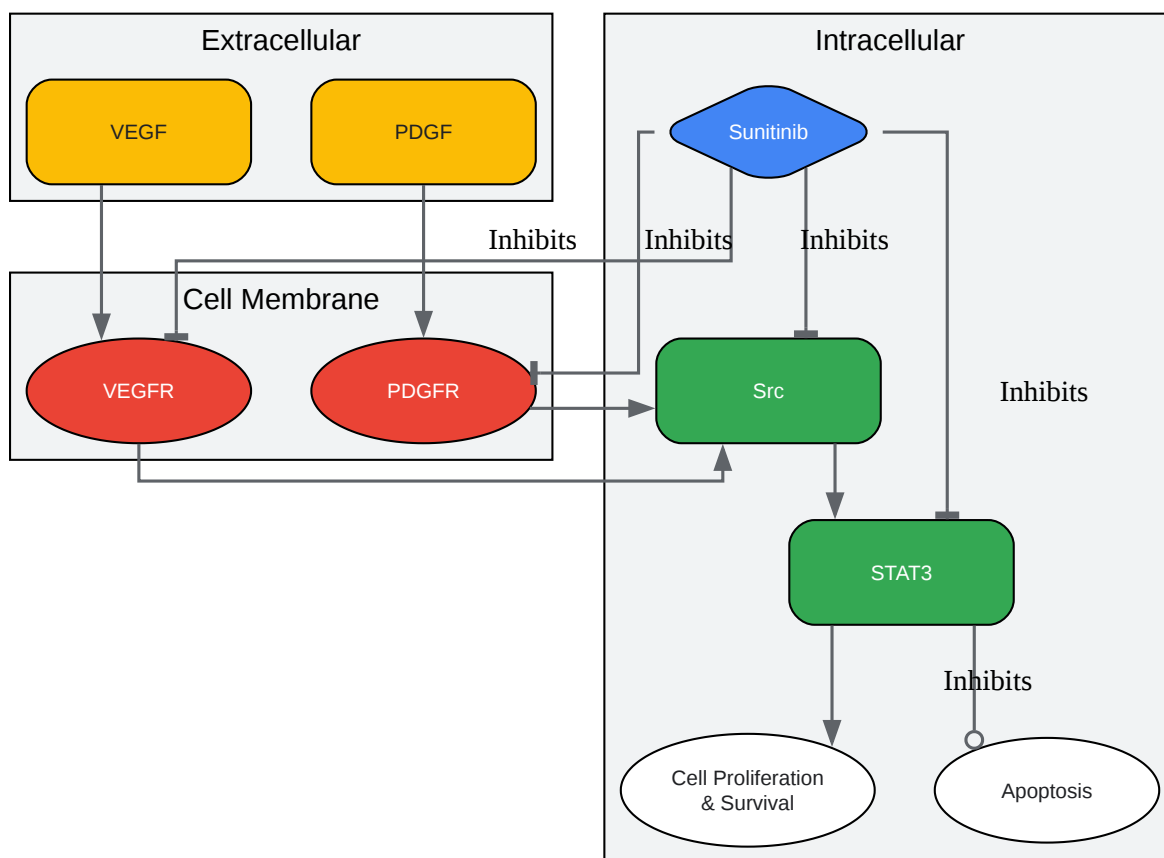 Extracellular
Intracellular
VEGF
PDGF
Sunitinib
Inhibits
Inhibits
Inhibits
Cell Membrane
VEGFR
PDGFR
Src
Inhibits
STAT3
Inhibits
Cell Proliferation
& Survival
Apoptosis